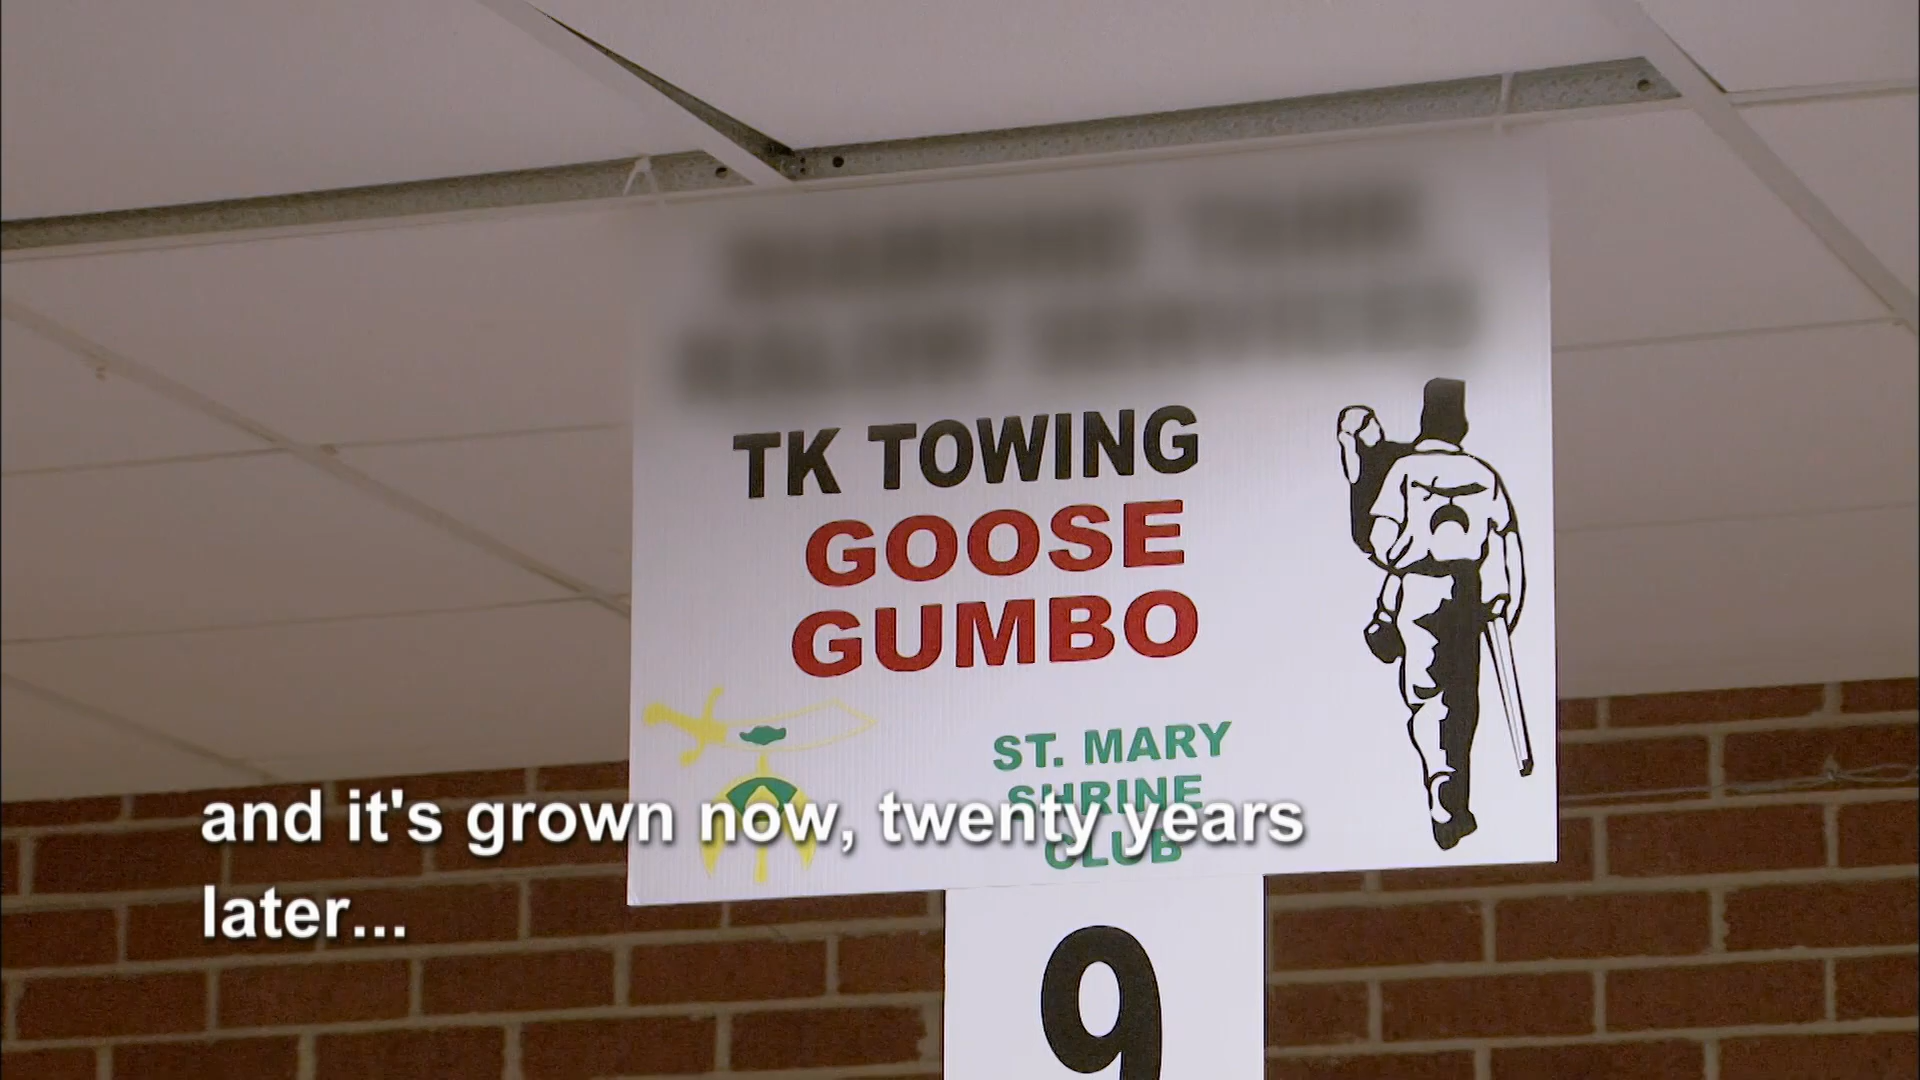 TK TOWING
GOOSE
GUMBO
ST. MARY
SHRINE
CLUB
and it's grown now, twenty years
later...
9